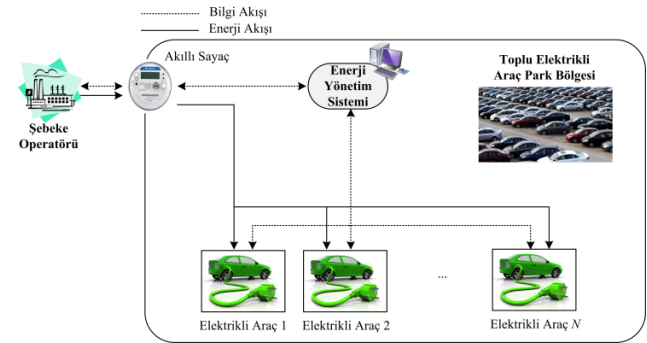 Bilgi Akışı
Enerji Akışı
Akıllı Sayaç
Enerji
Yönetim
Sistemi
Toplu Elektrikli
Araç Park Bölgesi
Şebeke
Operatörü
...
Elektrikli Araç 1
Elektrikli Araç 2
Elektrikli Araç N